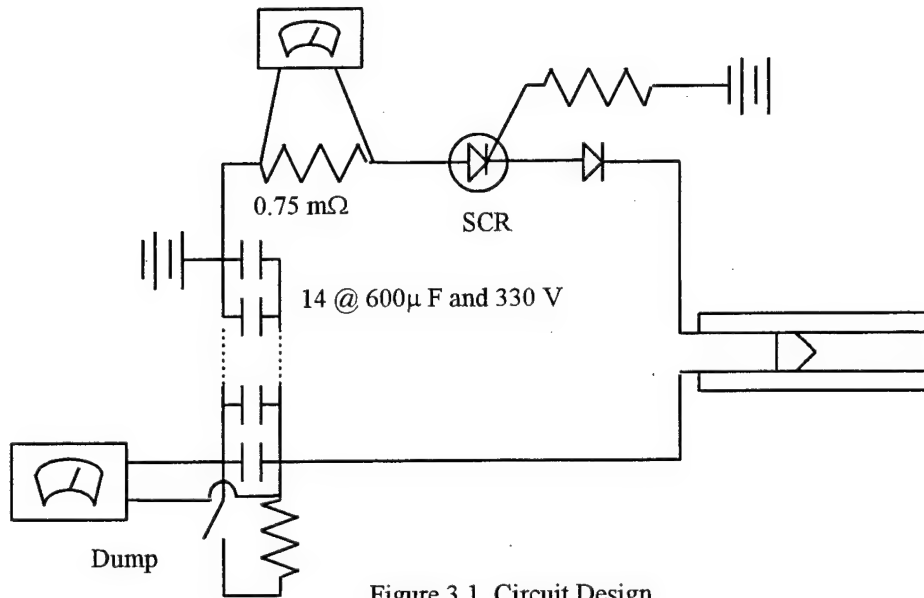 0.75 mΩ
SCR
14 @ 600μ F and 330 V
Dump
Figure 3.1 Circuit Design